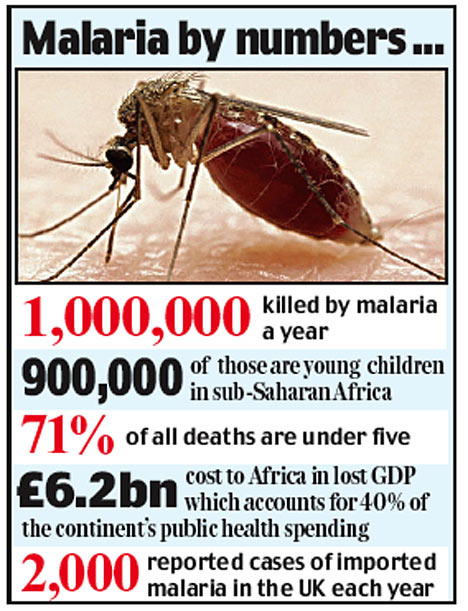 Malaria by numbers...
1,000,000 killed by malaria
a year
900,000 of those are young children
in sub-Saharan Africa
71% of all deaths are under five
£6.2bn cost to Africa in lost GDP
which accounts for 40% of
the continent's public health spending
2,000 reported cases of imported
malaria in the UK each year